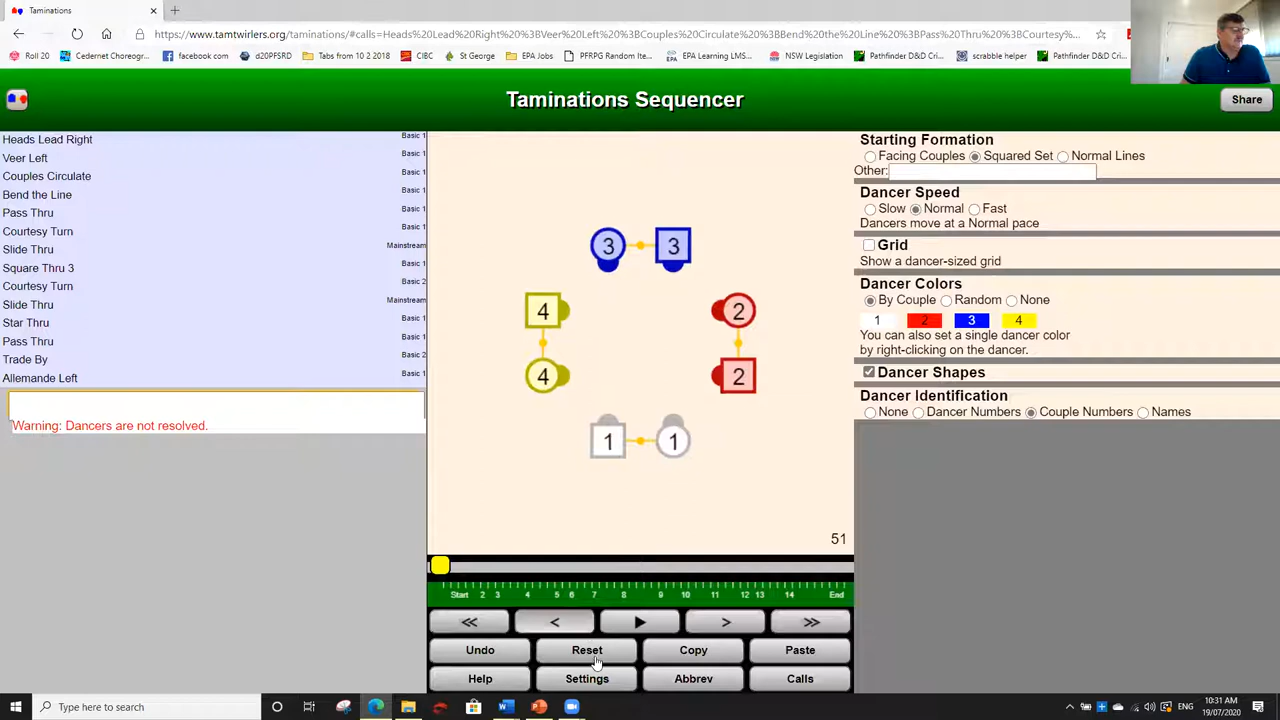 Taminations
https://www.tamtwirlers.org/taminations/#calls=Heads%20Lead%20Right%20%3BVeer%20Left%20%3BCouples%20Circulate%20%3BBend%20the%20Line%3BPass%20Thru%20%3BCourtesy...
Roll 20 Cedernet Choreogr... facebook.com d20PFSRD Tabs from 10 2 2018 CIBC St George EPA Jobs PFRPG Random Ite... EPA Learning LMS... NSW Legislation Pathfinder D&D Cri... scrabble helper Pathfinder D&D Cri...
Taminations Sequencer
Share
Heads Lead Right Basic 1
Veer Left Basic 1
Couples Circulate Basic 1
Bend the Line Basic 1
Pass Thru Basic 1
Courtesy Turn Basic 1
Slide Thru Mainstream
Square Thru 3 Basic 1
Courtesy Turn Basic 2
Slide Thru Mainstream
Star Thru Basic 1
Pass Thru Basic 1
Trade By Basic 2
Allemande Left Basic 1
Warning: Dancers are not resolved.
3 3
4 2
4 2
1 1
51
Start 2 3 4 5 6 7 8 9 10 11 12 13 14 End
<< < ▶ > >>
Undo Reset Copy Paste
Help Settings Abbrev Calls
Starting Formation
Facing Couples Squared Set Normal Lines
Other:
Dancer Speed
Slow Normal Fast
Dancers move at a Normal pace
Grid
Show a dancer-sized grid
Dancer Colors
By Couple Random None
1 2 3 4
You can also set a single dancer color
by right-clicking on the dancer.
Dancer Shapes
Dancer Identification
None Dancer Numbers Couple Numbers Names
Type here to search
ENG
10:31 AM
19/07/2020